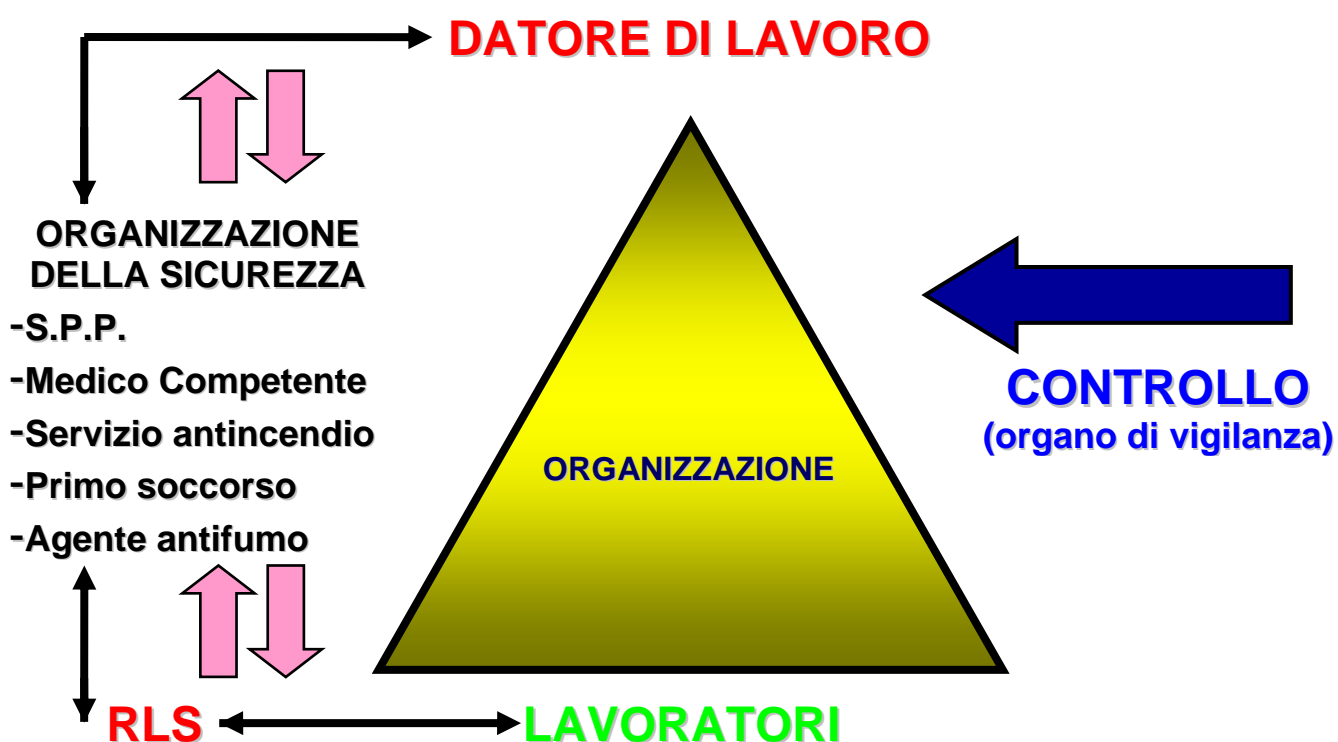 DATORE DI LAVORO
ORGANIZZAZIONE
DELLA SICUREZZA
-S.P.P.
-Medico Competente
-Servizio antincendio
-Primo soccorso
-Agente antifumo
ORGANIZZAZIONE
CONTROLLO
(organo di vigilanza)
RLS
LAVORATORI